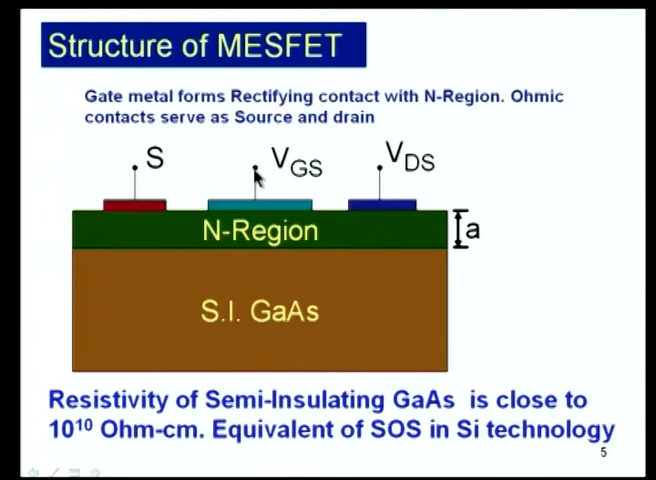 Structure of MESFET
Gate metal forms Rectifying contact with N-Region. Ohmic
contacts serve as Source and drain
S
VGS
VDS
N-Region
a
S.I. GaAs
Resistivity of Semi-Insulating GaAs is close to
10¹⁰ Ohm-cm. Equivalent of SOS in Si technology
5